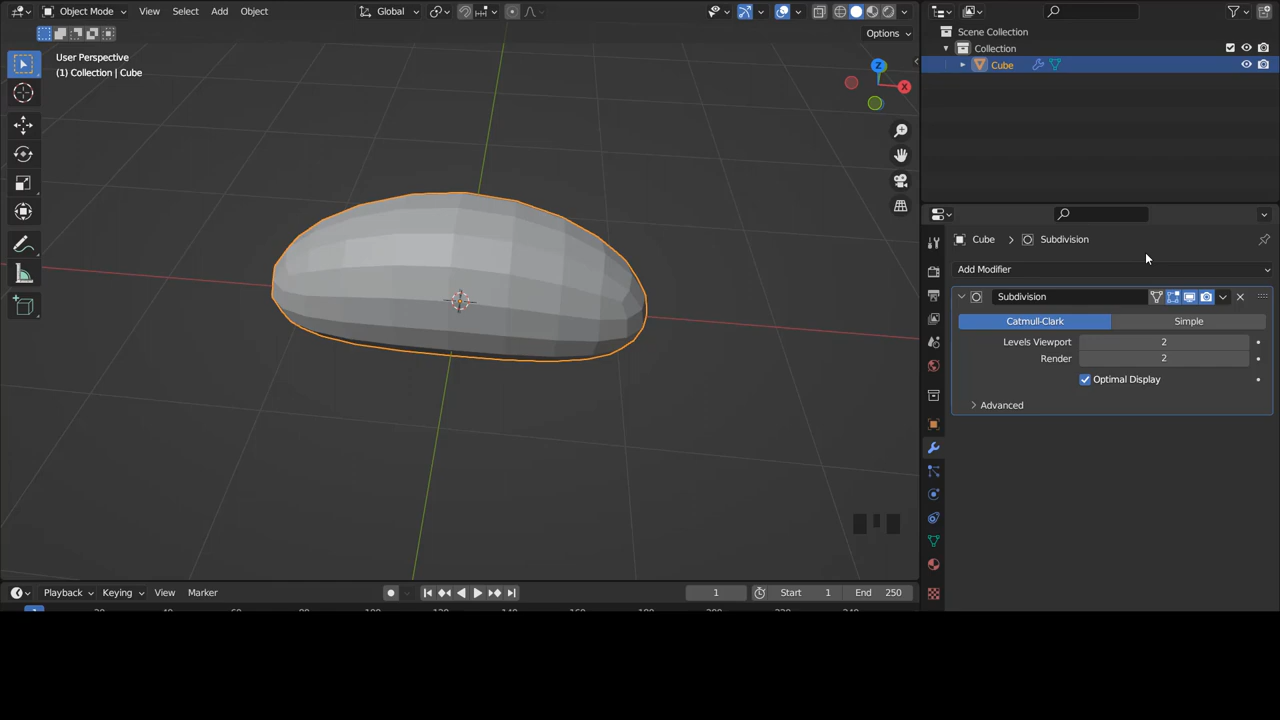 Object Mode View Select Add Object Global
Options
User Perspective
(1) Collection | Cube
Z
X
Scene Collection
Collection
Cube
Cube > Subdivision
Add Modifier
Subdivision
Catmull-Clark Simple
Levels Viewport 2
Render 2
Optimal Display
Advanced
Playback Keying View Marker 1 Start 1 End 250